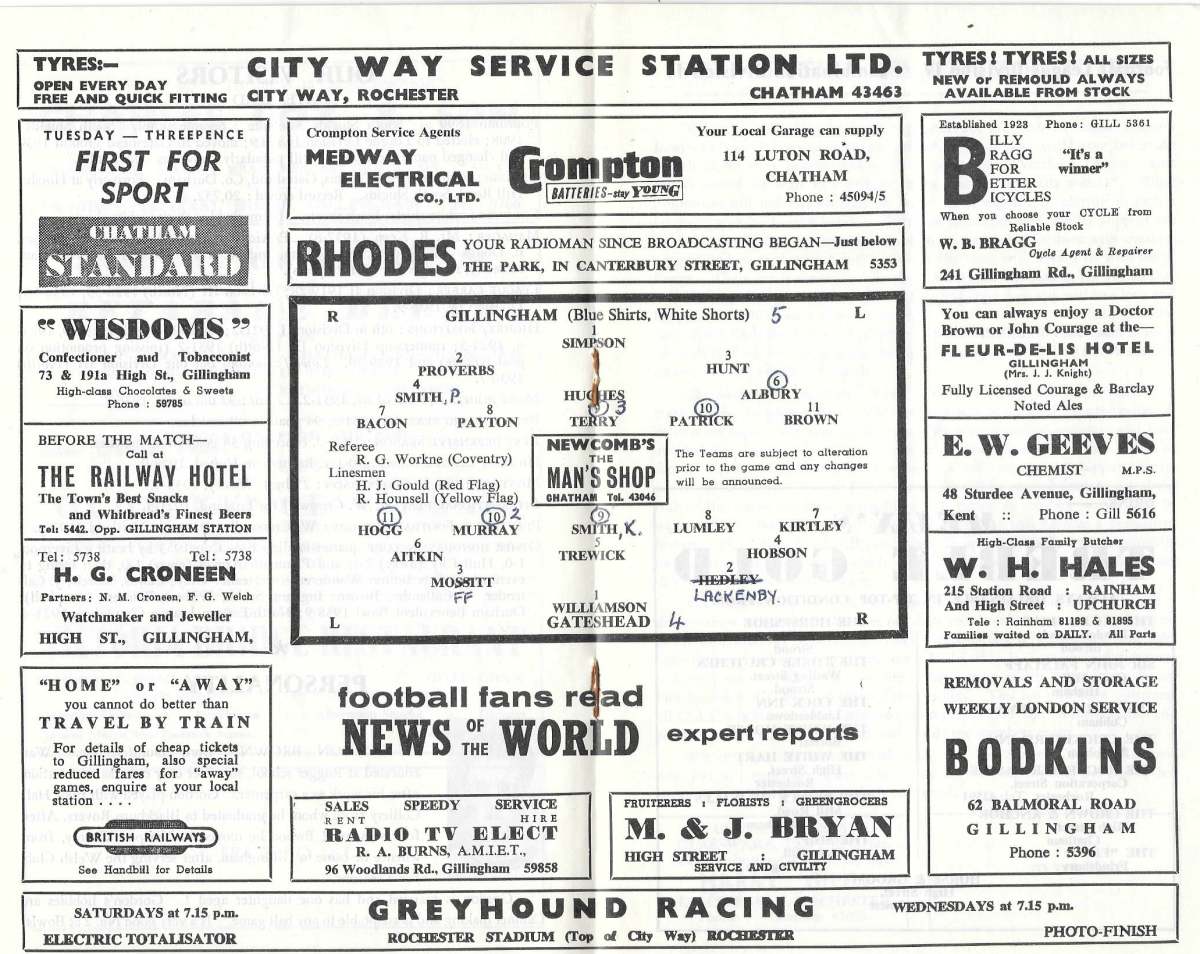 TYRES:—
OPEN EVERY DAY
FREE AND QUICK FITTING
CITY WAY SERVICE STATION LTD.
CITY WAY, ROCHESTER
CHATHAM 43463
TYRES! TYRES! ALL SIZES
NEW or REMOULD ALWAYS
AVAILABLE FROM STOCK
TUESDAY — THREEPENCE
FIRST FOR
SPORT
CHATHAM
STANDARD
Crompton Service Agents
MEDWAY
ELECTRICAL
CO., LTD.
Crompton
BATTERIES-stay YOUNG
Your Local Garage can supply
114 LUTON ROAD,
CHATHAM
Phone : 45094/5
Established 1923 Phone: GILL 5361
BILLY
BRAGG
FOR
BETTER
BICYCLES
"It's a
winner"
When you choose your CYCLE from
Reliable Stock
W. B. BRAGG
Cycle Agent & Repairer
241 Gillingham Rd., Gillingham
RHODES
YOUR RADIOMAN SINCE BROADCASTING BEGAN—Just below
THE PARK, IN CANTERBURY STREET, GILLINGHAM 5353
"WISDOMS"
Confectioner and Tobacconist
73 & 191a High St., Gillingham
High-class Chocolates & Sweets
Phone : 59785
BEFORE THE MATCH—
Call at
THE RAILWAY HOTEL
The Town's Best Snacks
and Whitbread's Finest Beers
Tel: 5442. Opp. GILLINGHAM STATION
Tel: 5738 Tel: 5738
H. G. CRONEEN
Partners; N. M. Croneen, F. G. Welch
Watchmaker and Jeweller
HIGH ST., GILLINGHAM,
R GILLINGHAM (Blue Shirts, White Shorts) 5 L
1
SIMPSON
2
PROVERBS
3
HUNT
4
SMITH, P.
HUGHES
6
ALBURY
7
BACON
8
PAYTON
9 3
TERRY
10
PATRICK
11
BROWN
Referee
R. G. Workne (Coventry)
Linesmen
H. J. Gould (Red Flag)
R. Hounsell (Yellow Flag)
NEWCOMB'S
THE
MAN'S SHOP
CHATHAM Tel. 43046
The Teams are subject to alteration
prior to the game and any changes
will be announced.
11
HOGG
10 2
MURRAY
9
SMITH, K.
8
LUMLEY
7
KIRTLEY
6
AITKIN
5
TREWICK
4
HOBSON
3
MOSSITT
FF
2
HEDLEY
LACKENBY.
1
WILLIAMSON
L GATESHEAD 4 R
You can always enjoy a Doctor
Brown or John Courage at the—
FLEUR-DE-LIS HOTEL
GILLINGHAM
(Mrs. J. J. Knight)
Fully Licensed Courage & Barclay
Noted Ales
E. W. GEEVES
CHEMIST M.P.S.
48 Sturdee Avenue, Gillingham,
Kent :: Phone : Gill 5616
High-Class Family Butcher
W. H. HALES
215 Station Road : RAINHAM
And High Street : UPCHURCH
Tele : Rainham 81189 & 81895
Families waited on DAILY. All Parts
"HOME" or "AWAY"
you cannot do better than
TRAVEL BY TRAIN
For details of cheap tickets
to Gillingham, also special
reduced fares for "away"
games, enquire at your local
station . . . .
BRITISH RAILWAYS
See Handbill for Details
football fans read
NEWS OF THE WORLD
expert reports
REMOVALS AND STORAGE
WEEKLY LONDON SERVICE
BODKINS
62 BALMORAL ROAD
GILLINGHAM
Phone : 5396
SALES SPEEDY SERVICE
RENT HIRE
RADIO TV ELECT
R. A. BURNS, A.M.I.E.T.,
96 Woodlands Rd., Gillingham 59858
FRUITERERS : FLORISTS : GREENGROCERS
M. & J. BRYAN
HIGH STREET : GILLINGHAM
SERVICE AND CIVILITY
SATURDAYS at 7.15 p.m.
ELECTRIC TOTALISATOR
GREYHOUND RACING
ROCHESTER STADIUM (Top of City Way) ROCHESTER
WEDNESDAYS at 7.15 p.m.
PHOTO-FINISH